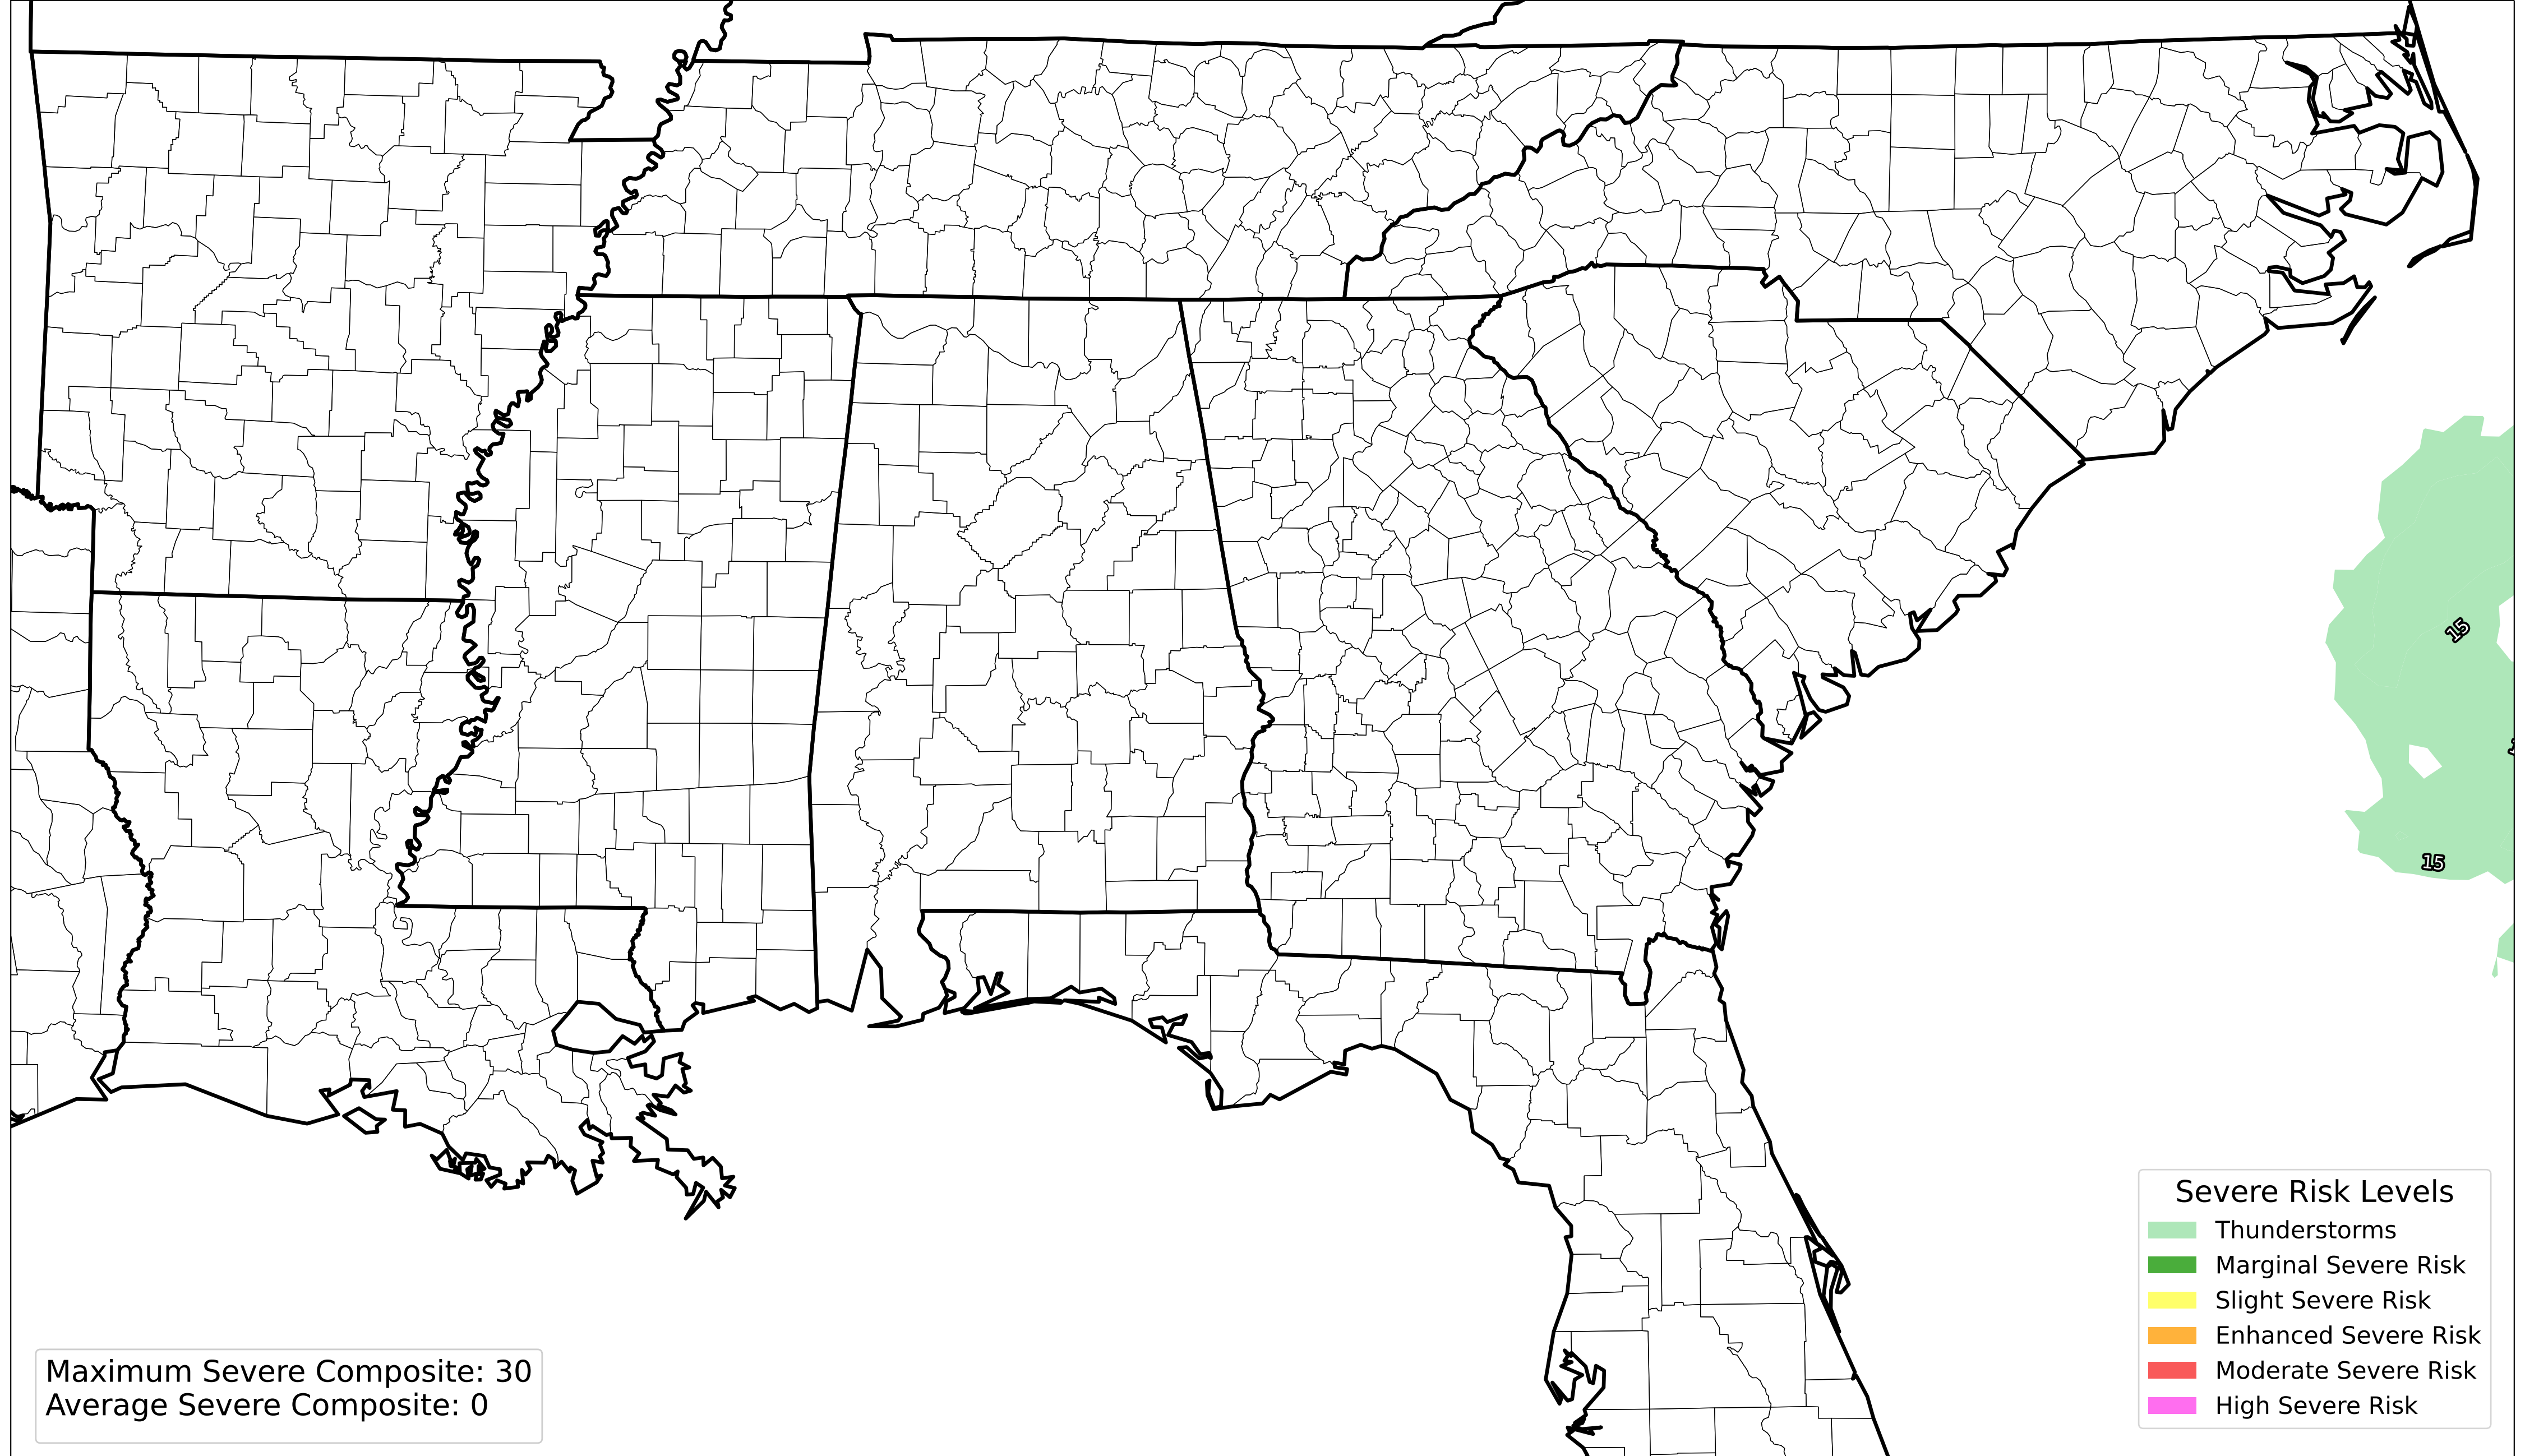 15
15
Severe Risk Levels
Thunderstorms
Marginal Severe Risk
Slight Severe Risk
Enhanced Severe Risk
Moderate Severe Risk
High Severe Risk
Maximum Severe Composite: 30
Average Severe Composite: 0